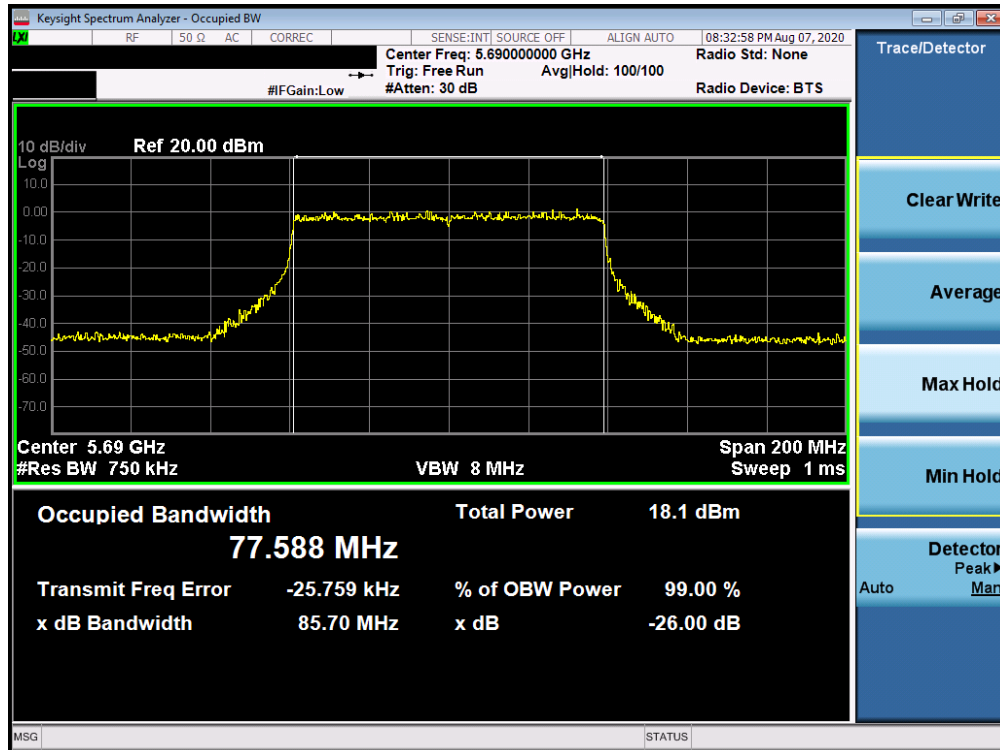 Keysight Spectrum Analyzer - Occupied BW
LXI RF 50 Ω AC CORREC SENSE:INT SOURCE OFF ALIGN AUTO 08:32:58 PM Aug 07, 2020
Center Freq: 5.690000000 GHz Radio Std: None
Trig: Free Run Avg|Hold: 100/100
#IFGain:Low #Atten: 30 dB Radio Device: BTS
10 dB/div Ref 20.00 dBm
Log
10.0
0.00
-10.0
-20.0
-30.0
-40.0
-50.0
-60.0
-70.0
Center 5.69 GHz Span 200 MHz
#Res BW 750 kHz VBW 8 MHz Sweep 1 ms
Occupied Bandwidth Total Power 18.1 dBm
77.588 MHz
Transmit Freq Error -25.759 kHz % of OBW Power 99.00 %
x dB Bandwidth 85.70 MHz x dB -26.00 dB
MSG STATUS
Trace/Detector
Clear Write
Average
Max Hold
Min Hold
Detector
Peak▶
Auto Man